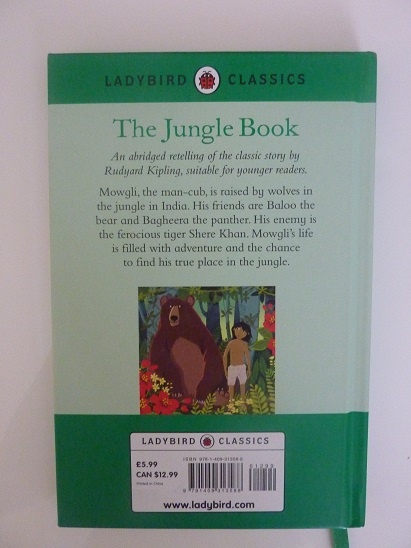 LADYBIRD CLASSICS
The Jungle Book
An abridged retelling of the classic story by
Rudyard Kipling, suitable for younger readers.
Mowgli, the man-cub, is raised by wolves in
the jungle in India. His friends are Baloo the
bear and Bagheera the panther. His enemy is
the ferocious tiger Shere Khan. Mowgli's life
is filled with adventure and the chance
to find his true place in the jungle.
LADYBIRD CLASSICS
£5.99
CAN $12.99
Printed in China
www.ladybird.com